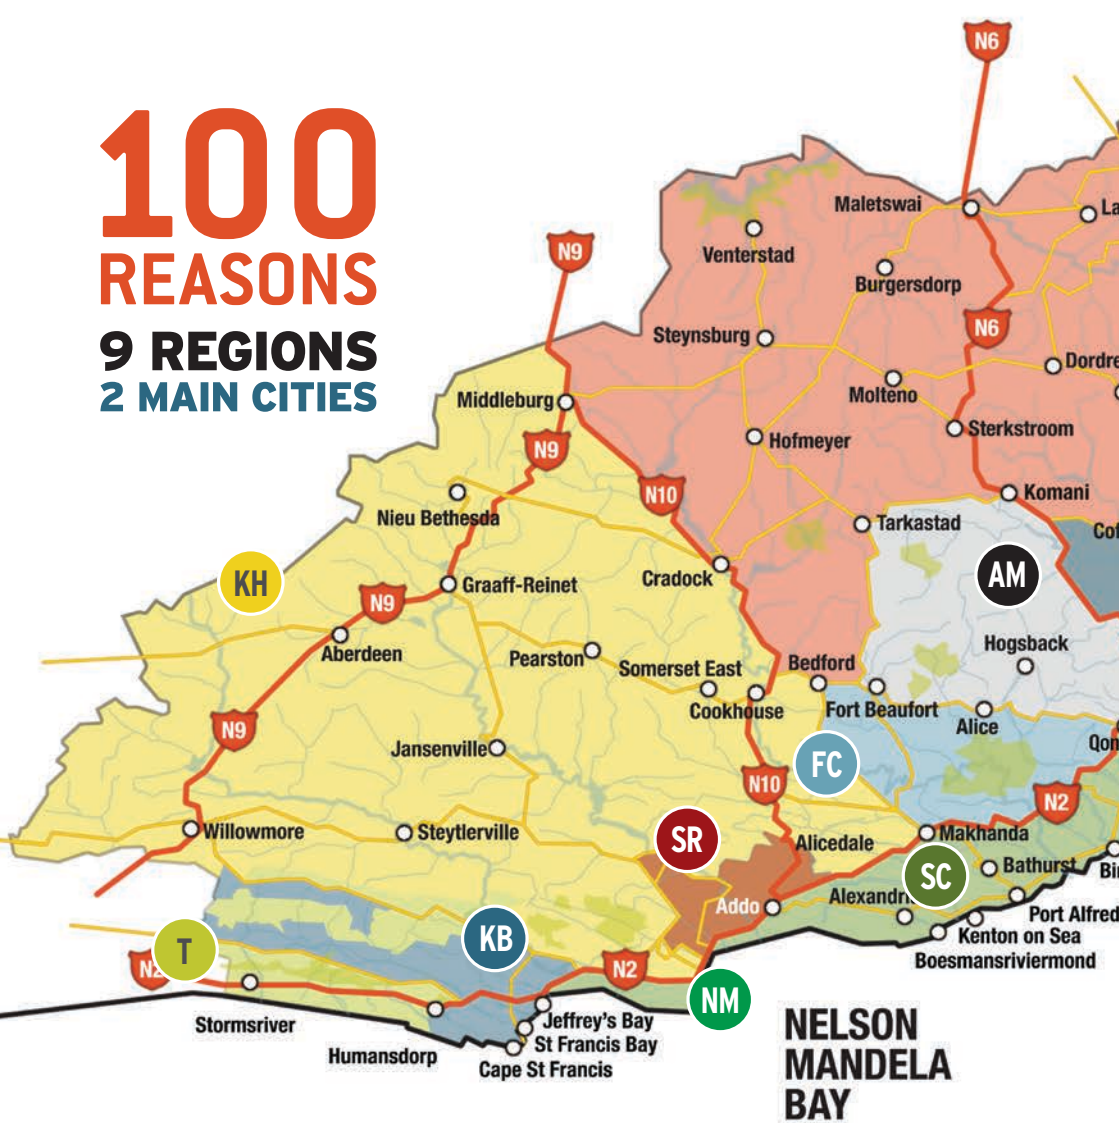 100
REASONS
9 REGIONS
2 MAIN CITIES
N6
Maletswai
Venterstad
N9
Burgersdorp
Steynsburg
N6
Molteno
Middleburg
Sterkstroom
Hofmeyer
N9
N10
Komani
Nieu Bethesda
Tarkastad
Cradock
AM
KH
Graaff-Reinet
N9
Hogsback
Aberdeen
Pearston
Somerset East
Bedford
Cookhouse
Fort Beaufort
Alice
N9
Jansenville
FC
N10
N2
Willowmore
Steytlerville
SR
Alicedale
Makhanda
SC
Bathurst
Addo
Port Alfred
T
KB
Kenton on Sea
Boesmansriviermond
N2
N2
NM
Stormsriver
Jeffrey's Bay
St Francis Bay
Humansdorp
Cape St Francis
NELSON
MANDELA
BAY